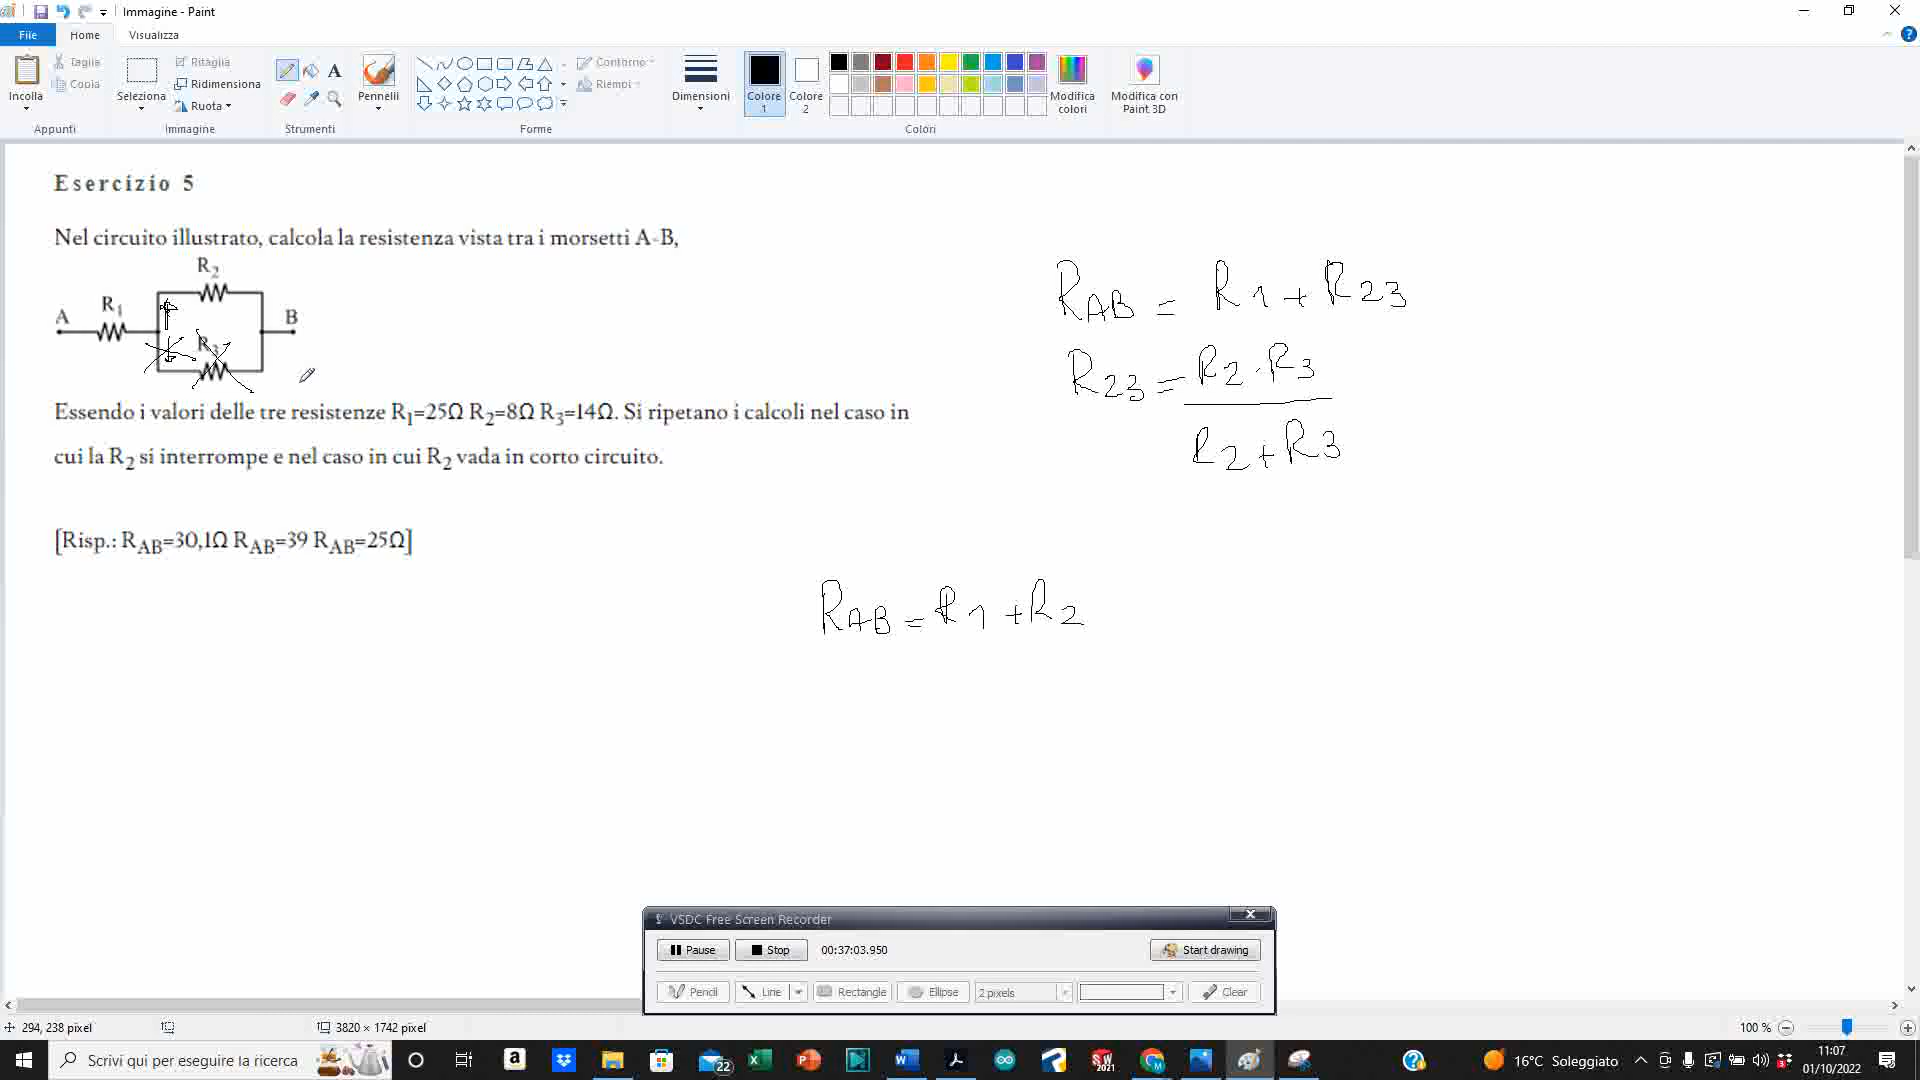 Immagine - Paint
File Home Visualizza
Incolla
Taglia
Copia
Appunti
Seleziona
Ritaglia
Ridimensiona
Ruota
Immagine
A
Strumenti
Pennelli
Contorno
Riempi
Forme
Dimensioni
Colore 1
Colore 2
Modifica colori
Modifica con Paint 3D
Colori
Esercizio 5
Nel circuito illustrato, calcola la resistenza vista tra i morsetti A-B,
R2
A R1 B
R3
RAB = R1 + R23
R23 = R2 · R3
R2 + R3
Essendo i valori delle tre resistenze R1=25Ω R2=8Ω R3=14Ω. Si ripetano i calcoli nel caso in
cui la R2 si interrompe e nel caso in cui R2 vada in corto circuito.
[Risp.: RAB=30,1Ω RAB=39 RAB=25Ω]
RAB = R1 + R2
VSDC Free Screen Recorder
Pause Stop 00:37:03.950 Start drawing
Pencil Line Rectangle Ellipse 2 pixels Clear
294, 238 pixel 3820 × 1742 pixel 100 %
Scrivi qui per eseguire la ricerca 22 SW 2021 16°C Soleggiato 11:07
01/10/2022